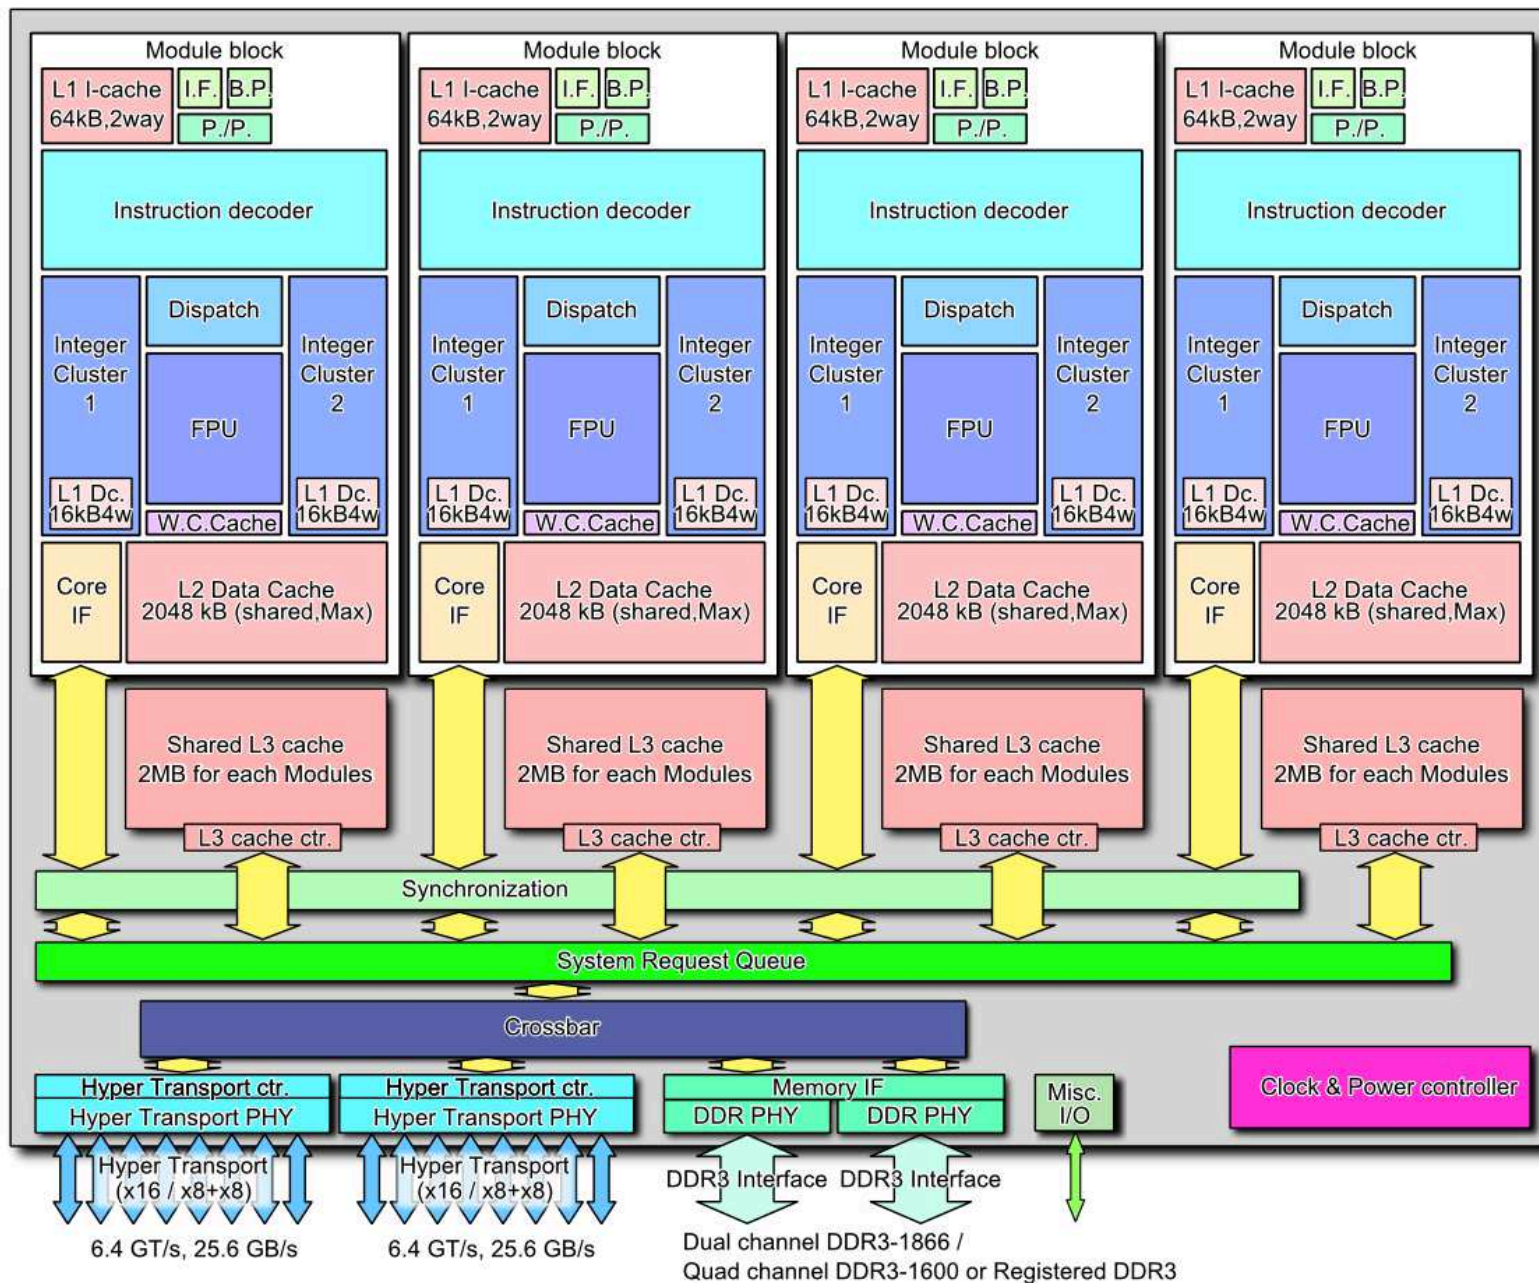 Module block
L1 I-cache
64kB,2way
I.F.
B.P.
P./P.
Instruction decoder
Integer
Cluster
1
Dispatch
FPU
Integer
Cluster
2
L1 Dc.
16kB4w
W.C.Cache
L1 Dc.
16kB4w
Core
IF
L2 Data Cache
2048 kB (shared,Max)
Module block
L1 I-cache
64kB,2way
I.F.
B.P.
P./P.
Instruction decoder
Integer
Cluster
1
Dispatch
FPU
Integer
Cluster
2
L1 Dc.
16kB4w
W.C.Cache
L1 Dc.
16kB4w
Core
IF
L2 Data Cache
2048 kB (shared,Max)
Module block
L1 I-cache
64kB,2way
I.F.
B.P.
P./P.
Instruction decoder
Integer
Cluster
1
Dispatch
FPU
Integer
Cluster
2
L1 Dc.
16kB4w
W.C.Cache
L1 Dc.
16kB4w
Core
IF
L2 Data Cache
2048 kB (shared,Max)
Module block
L1 I-cache
64kB,2way
I.F.
B.P.
P./P.
Instruction decoder
Integer
Cluster
1
Dispatch
FPU
Integer
Cluster
2
L1 Dc.
16kB4w
W.C.Cache
L1 Dc.
16kB4w
Core
IF
L2 Data Cache
2048 kB (shared,Max)
Shared L3 cache
2MB for each Modules
L3 cache ctr.
Shared L3 cache
2MB for each Modules
L3 cache ctr.
Shared L3 cache
2MB for each Modules
L3 cache ctr.
Shared L3 cache
2MB for each Modules
L3 cache ctr.
Synchronization
System Request Queue
Crossbar
Hyper Transport ctr.
Hyper Transport PHY
Hyper Transport ctr.
Hyper Transport PHY
Memory IF
DDR PHY
DDR PHY
Misc.
I/O
Clock & Power controller
Hyper Transport
(x16 / x8+x8)
Hyper Transport
(x16 / x8+x8)
DDR3 Interface
DDR3 Interface
6.4 GT/s, 25.6 GB/s
6.4 GT/s, 25.6 GB/s
Dual channel DDR3-1866 /
Quad channel DDR3-1600 or Registered DDR3